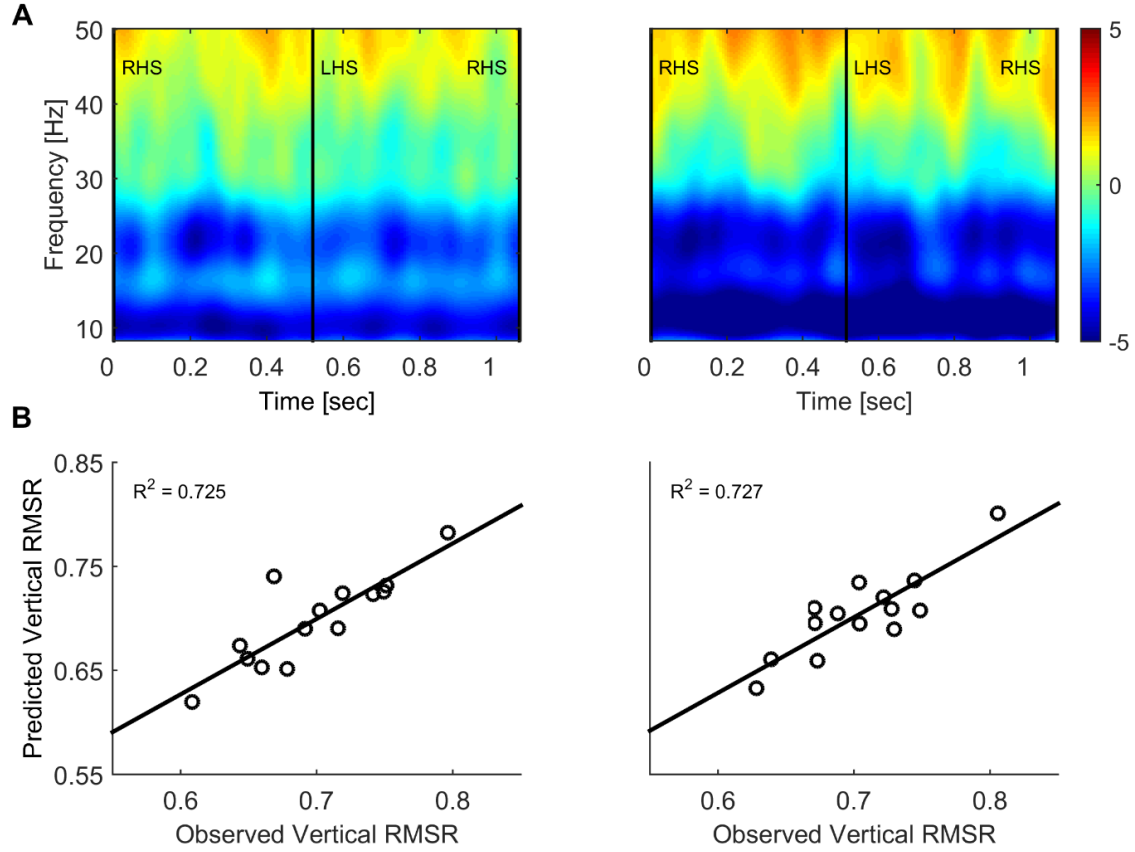 A
50
40
30
20
10
Frequency [Hz]
RHS
LHS
RHS
0
0.2
0.4
0.6
0.8
1
Time [sec]
RHS
LHS
RHS
0
0.2
0.4
0.6
0.8
1
Time [sec]
5
0
-5
B
0.85
0.75
0.65
0.55
Predicted Vertical RMSR
R² = 0.725
0.6
0.7
0.8
Observed Vertical RMSR
R² = 0.727
0.6
0.7
0.8
Observed Vertical RMSR